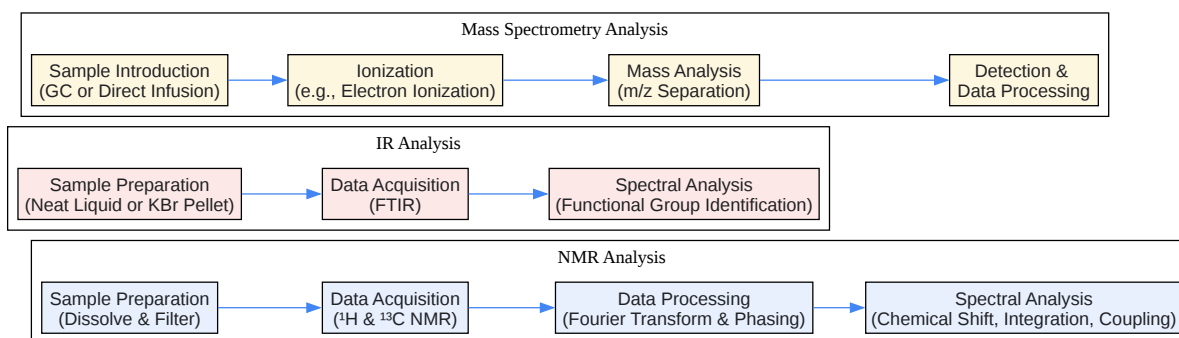 Mass Spectrometry Analysis
Sample Introduction
(GC or Direct Infusion)
Ionization
(e.g., Electron Ionization)
Mass Analysis
(m/z Separation)
Detection &
Data Processing
IR Analysis
Sample Preparation
(Neat Liquid or KBr Pellet)
Data Acquisition
(FTIR)
Spectral Analysis
(Functional Group Identification)
NMR Analysis
Sample Preparation
(Dissolve & Filter)
Data Acquisition
(¹H & ¹³C NMR)
Data Processing
(Fourier Transform & Phasing)
Spectral Analysis
(Chemical Shift, Integration, Coupling)